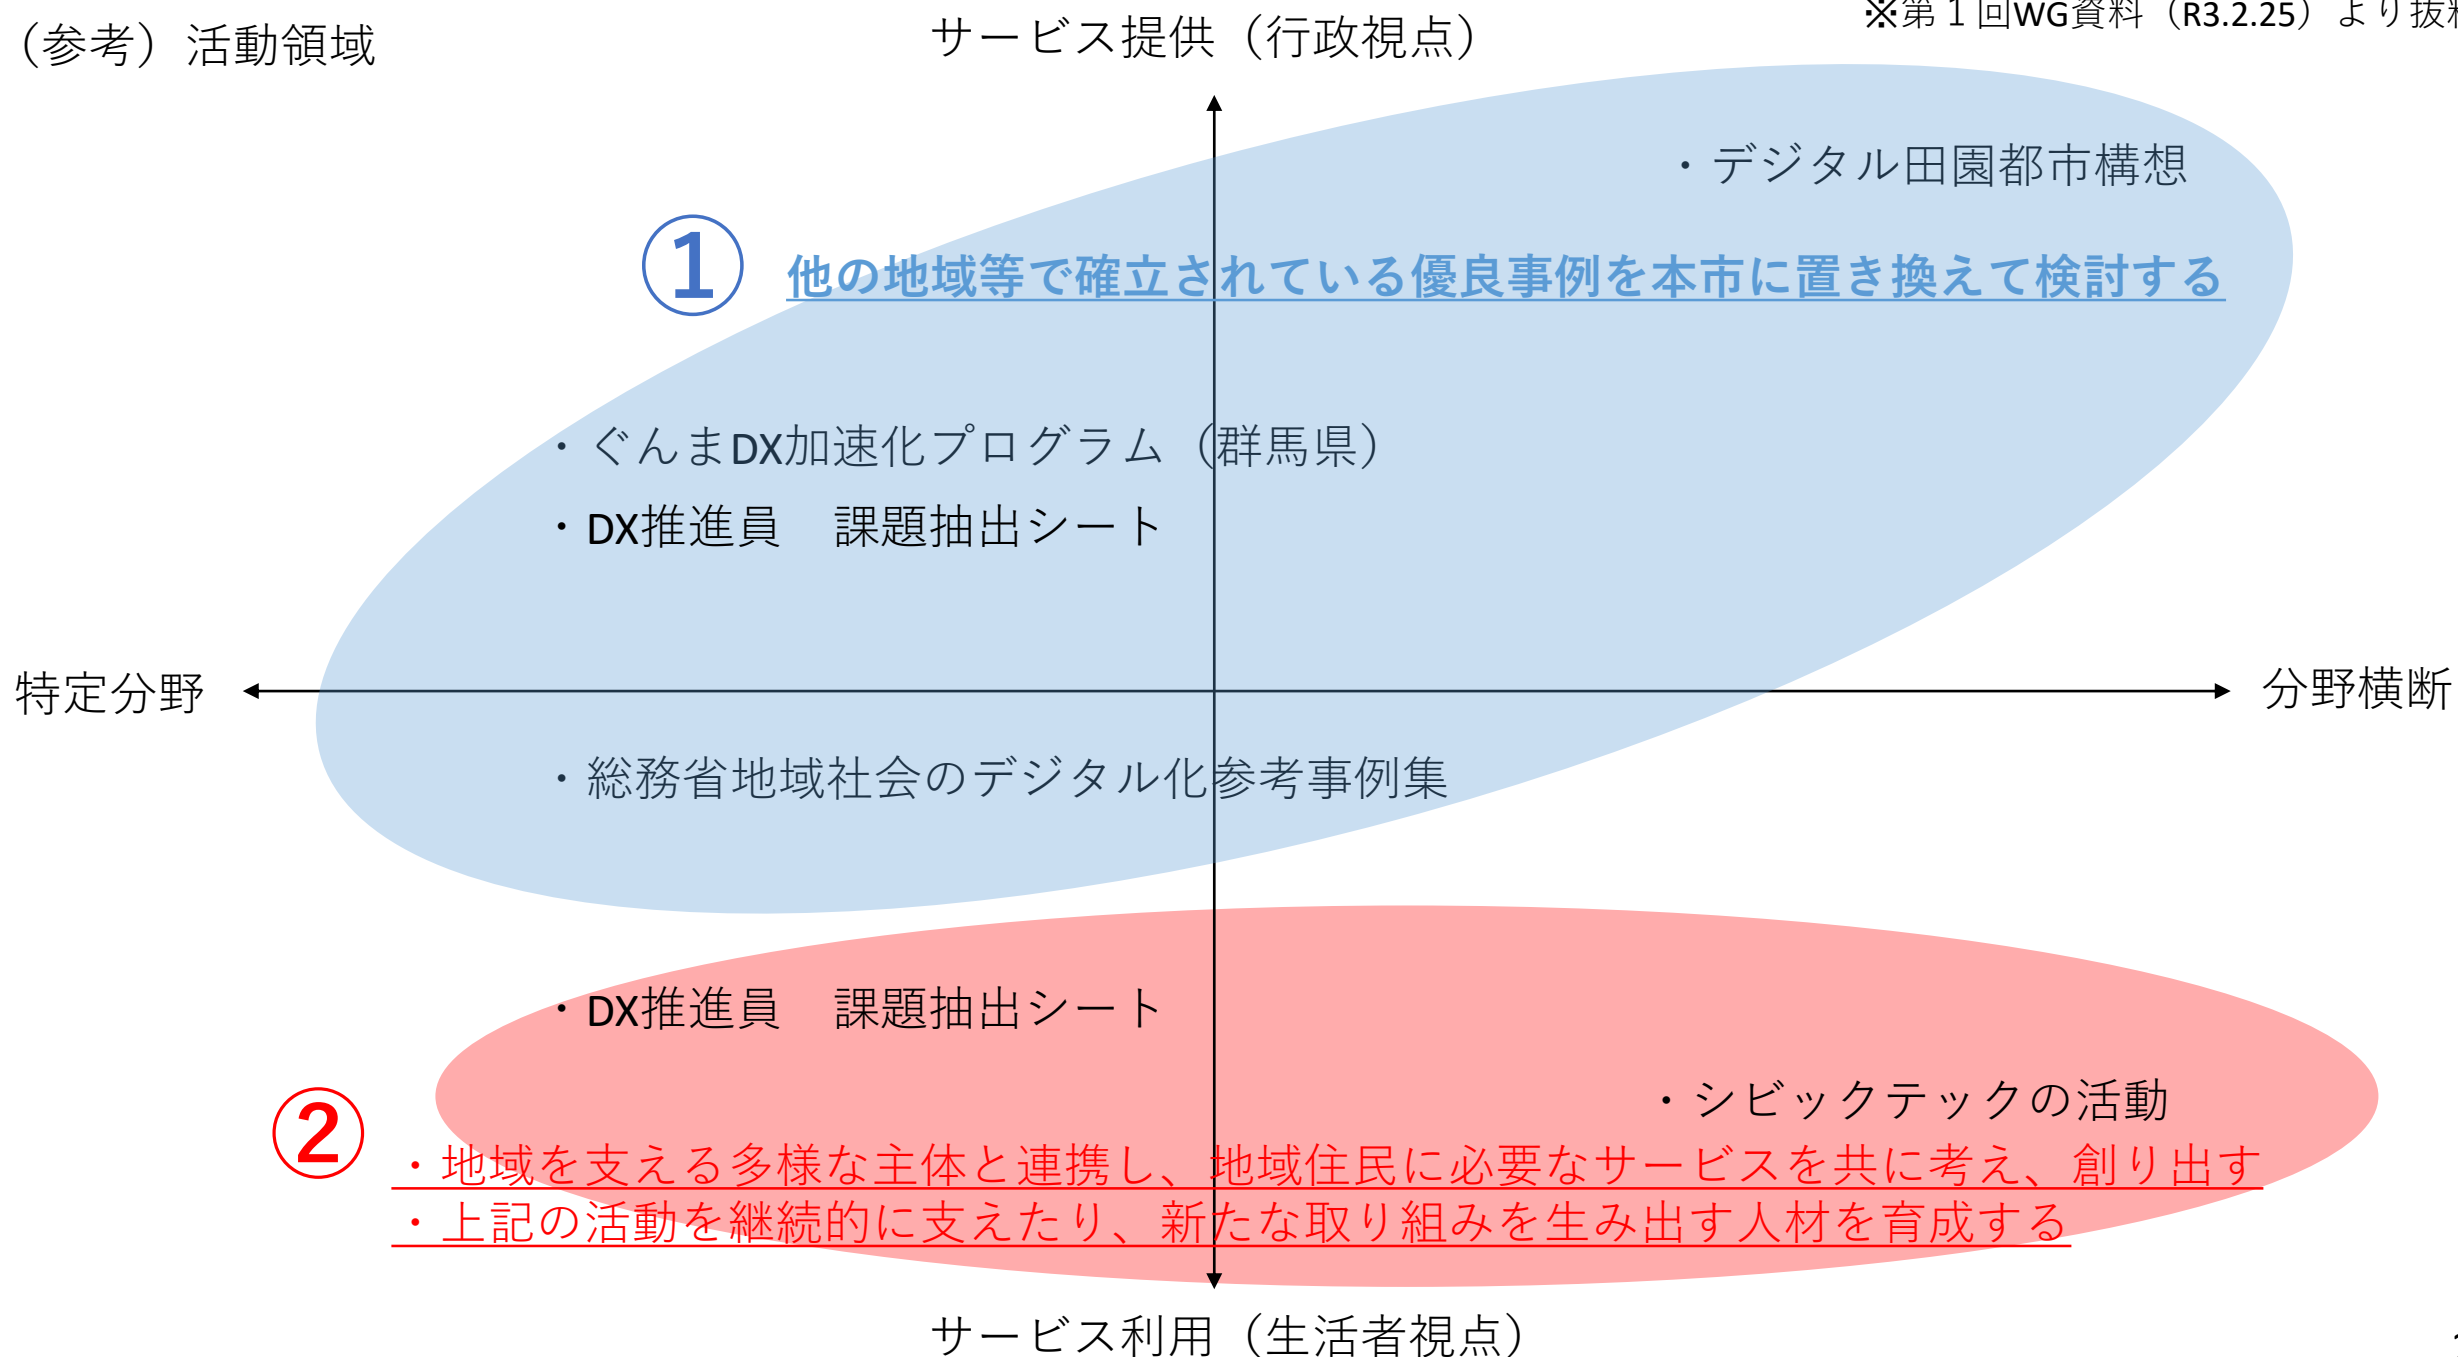 （参考）活動領域
サービス提供（行政視点）
※第１回WG資料（R3.2.25）より抜粋
・デジタル田園都市構想
①
他の地域等で確立されている優良事例を本市に置き換えて検討する
・ぐんまDX加速化プログラム（群馬県）
・DX推進員　課題抽出シート
特定分野
分野横断
・総務省地域社会のデジタル化参考事例集
・DX推進員　課題抽出シート
・シビックテックの活動
②
・地域を支える多様な主体と連携し、地域住民に必要なサービスを共に考え、創り出す
・上記の活動を継続的に支えたり、新たな取り組みを生み出す人材を育成する
サービス利用（生活者視点）